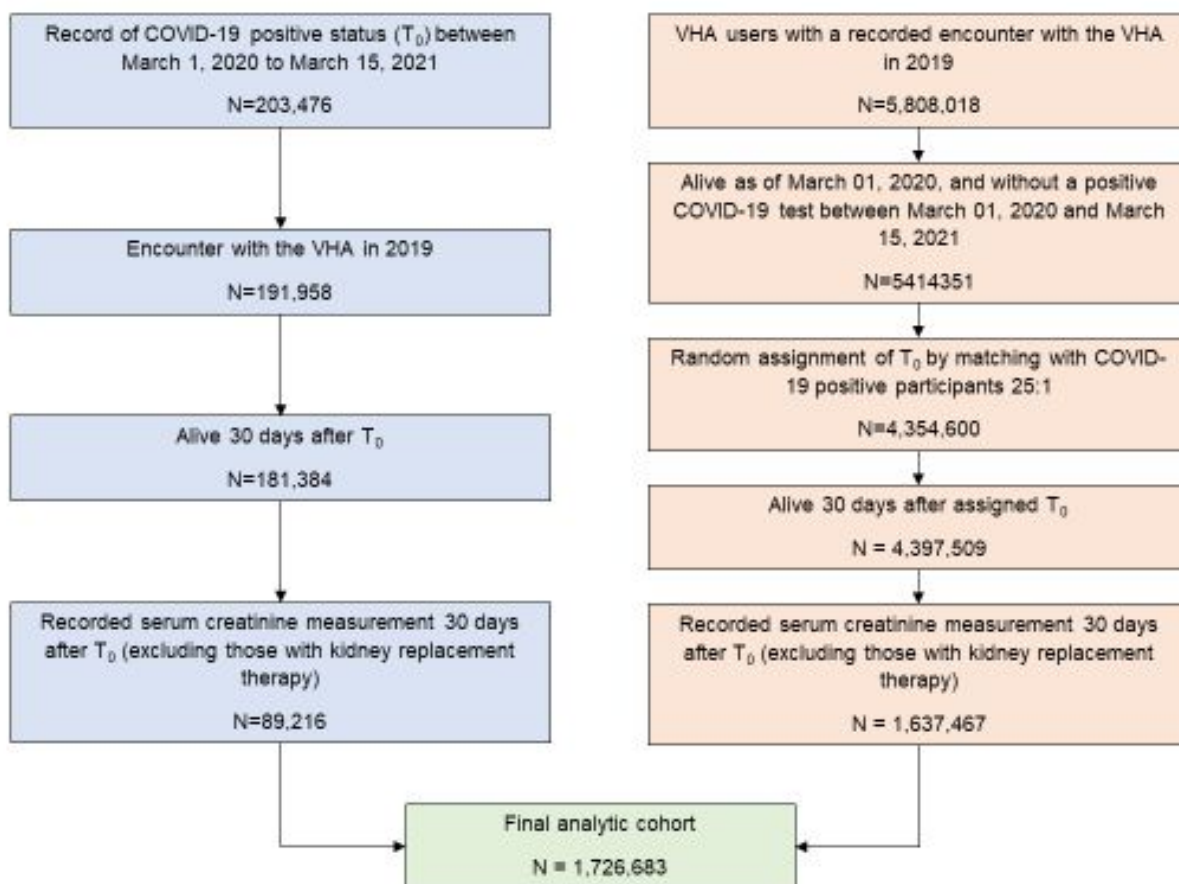 Record of COVID-19 positive status (T0) between
March 1, 2020 to March 15, 2021
N=203,476
Encounter with the VHA in 2019
N=191,958
Alive 30 days after T0
N=181,384
Recorded serum creatinine measurement 30 days
after T0 (excluding those with kidney replacement
therapy)
N=89,216
VHA users with a recorded encounter with the VHA
in 2019
N=5,808,018
Alive as of March 01, 2020, and without a positive
COVID-19 test between March 01, 2020 and March
15, 2021
N=5414351
Random assignment of T0 by matching with COVID-
19 positive participants 25:1
N=4,354,600
Alive 30 days after assigned T0
N = 4,397,509
Recorded serum creatinine measurement 30 days
after T0 (excluding those with kidney replacement
therapy)
N = 1,637,467
Final analytic cohort
N = 1,726,683